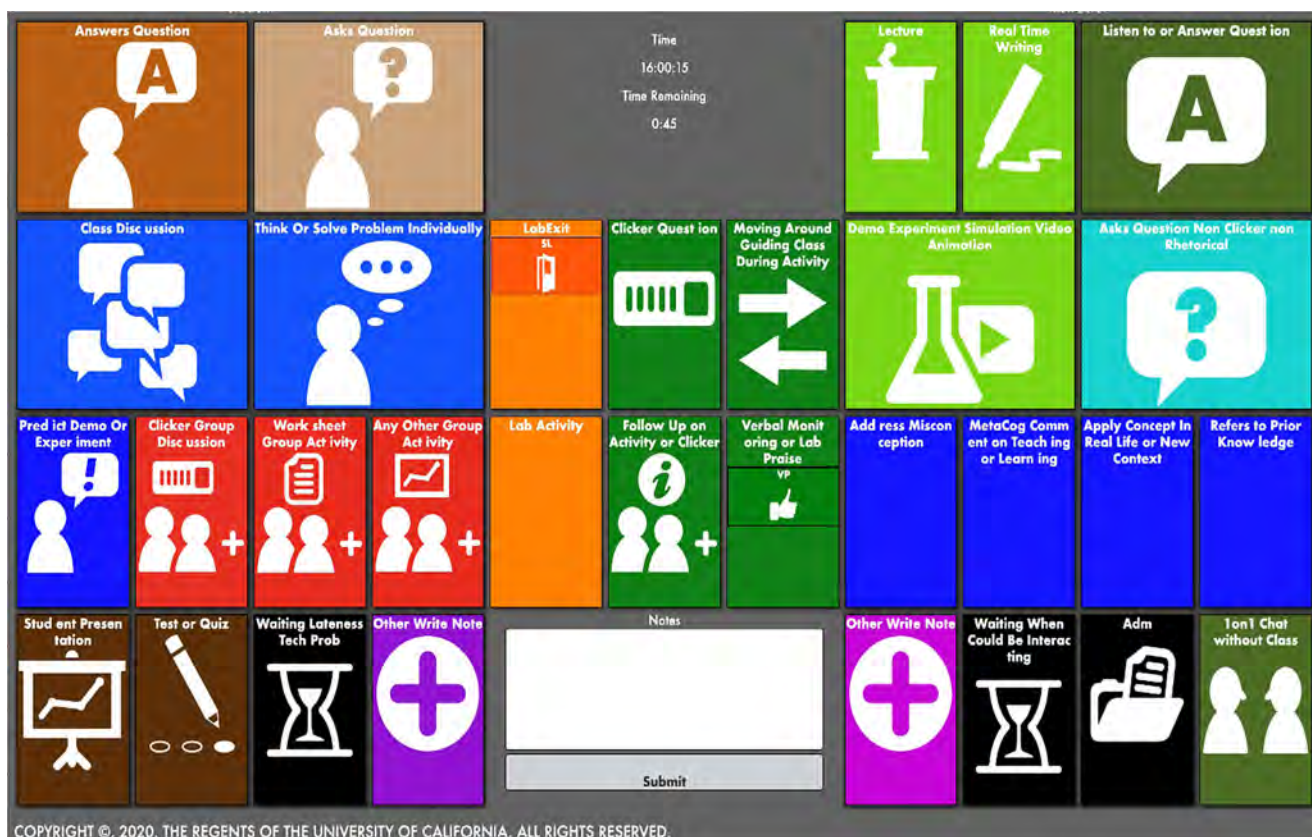 Answers Question
A
Asks Question
?
Time
16:00:15
Time Remaining
0:45
Lecture
Real Time
Writing
Listen to or Answer Quest ion
A
Class Disc ussion
Think Or Solve Problem Individually
LabExit
SL
Clicker Quest ion
Moving Around
Guiding Class
During Activity
Demo Experiment Simulation Video
Animation
Asks Question Non Clicker non
Rhetorical
?
Pred ict Demo Or
Exper iment
!
Clicker Group
Disc ussion
Work sheet
Group Act ivity
Any Other Group
Act ivity
Lab Activity
Follow Up on
Activity or Clicker
i
Verbal Monit
oring or Lab
Praise
VP
Add ress Miscon
ception
MetaCog Comm
ent on Teach ing
or Learn ing
Apply Concept In
Real Life or New
Context
Refers to Prior
Know ledge
Stud ent Presen
tation
Test or Quiz
Waiting Lateness
Tech Prob
Other Write Note
Notes
Submit
Other Write Note
Waiting When
Could Be Interac
ting
Adm
1on1 Chat
without Class
COPYRIGHT ©, 2020, THE REGENTS OF THE UNIVERSITY OF CALIFORNIA. ALL RIGHTS RESERVED.